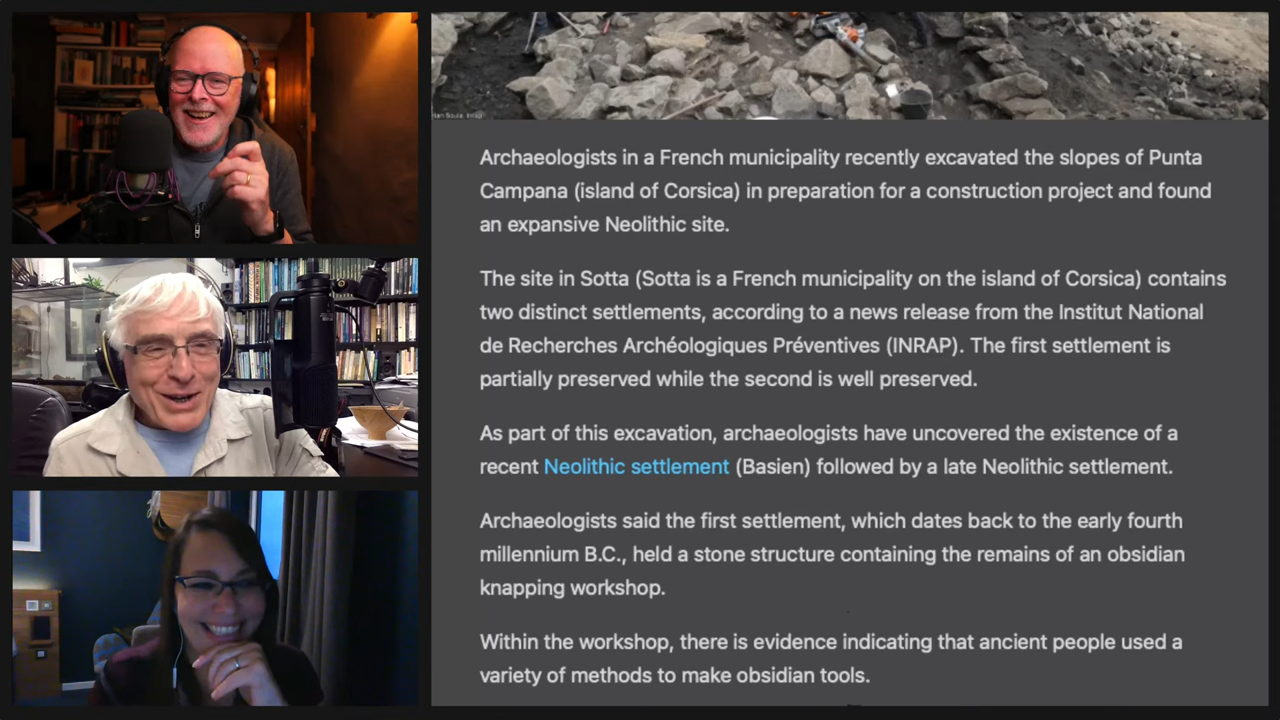 Archaeologists in a French municipality recently excavated the slopes of Punta
Campana (island of Corsica) in preparation for a construction project and found
an expansive Neolithic site.
The site in Sotta (Sotta is a French municipality on the island of Corsica) contains
two distinct settlements, according to a news release from the Institut National
de Recherches Archéologiques Préventives (INRAP). The first settlement is
partially preserved while the second is well preserved.
As part of this excavation, archaeologists have uncovered the existence of a
recent Neolithic settlement (Basien) followed by a late Neolithic settlement.
Archaeologists said the first settlement, which dates back to the early fourth
millennium B.C., held a stone structure containing the remains of an obsidian
knapping workshop.
Within the workshop, there is evidence indicating that ancient people used a
variety of methods to make obsidian tools.